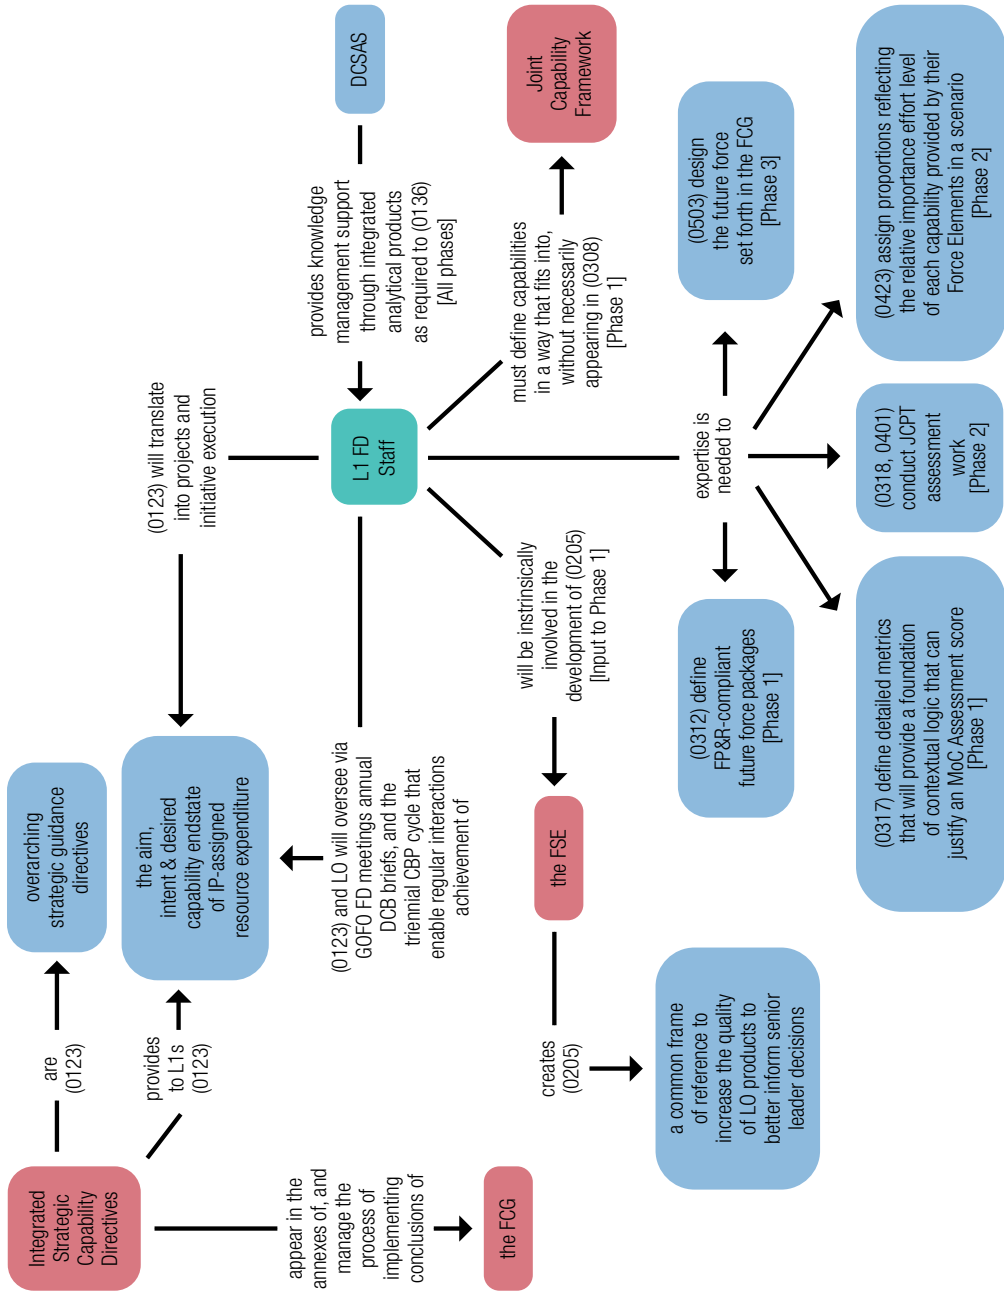 Integrated
Strategic
Capability
Directives
are
(0123)
overarching
strategic guidance
directives
provides
to L1s
(0123)
the aim,
intent & desired
capability endstate
of IP-assigned
resource expenditure
(0123) will translate
into projects and
initiative execution
appear in the
annexes of, and
manage the
process of
implementing
conclusions of
the FCG
(0123) and LO will oversee via
GOFO FD meetings annual
DCB briefs, and the
triennial CBP cycle that
enable regular interactions
achievement of
L1 FD
Staff
provides knowledge
management support
through integrated
analytical products
as required to (0136)
[All phases]
DCSAS
creates
(0205)
the FSE
will be instrinsically
involved in the
development of (0205)
[Input to Phase 1]
must define capabilities
in a way that fits into,
without necessarily
appearing in (0308)
[Phase 1]
Joint
Capability
Framework
a common frame
of reference to
increase the quality
of LO products to
better inform senior
leader decisions
(0312) define
FP&R-compliant
future force packages
[Phase 1]
expertise is
needed to
(0503) design
the future force
set forth in the FCG
[Phase 3]
(0317) define detailed metrics
that will provide a foundation
of contextual logic that can
justify an MoC Assessment score
[Phase 1]
(0318, 0401)
conduct JCPT
assessment
work
[Phase 2]
(0423) assign proportions reflecting
the relative importance effort level
of each capability provided by their
Force Elements in a scenario
[Phase 2]